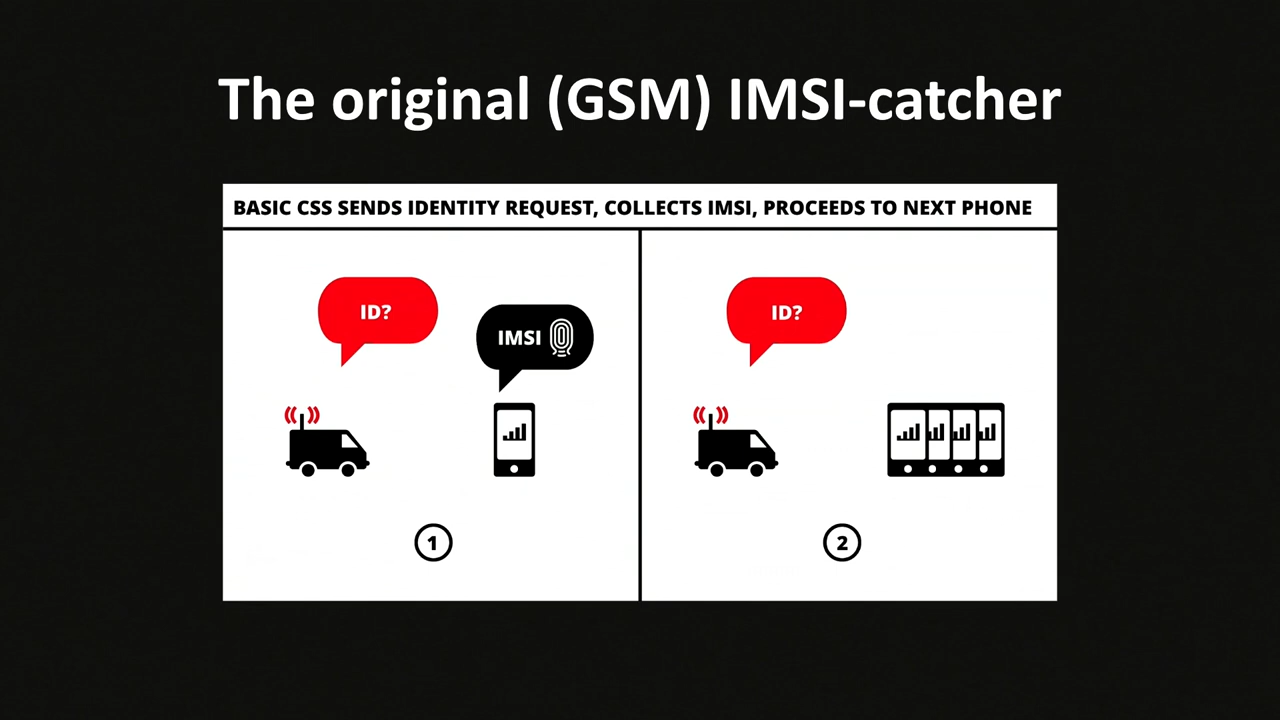 The original (GSM) IMSI-catcher
BASIC CSS SENDS IDENTITY REQUEST, COLLECTS IMSI, PROCEEDS TO NEXT PHONE
ID?
IMSI
1
ID?
2